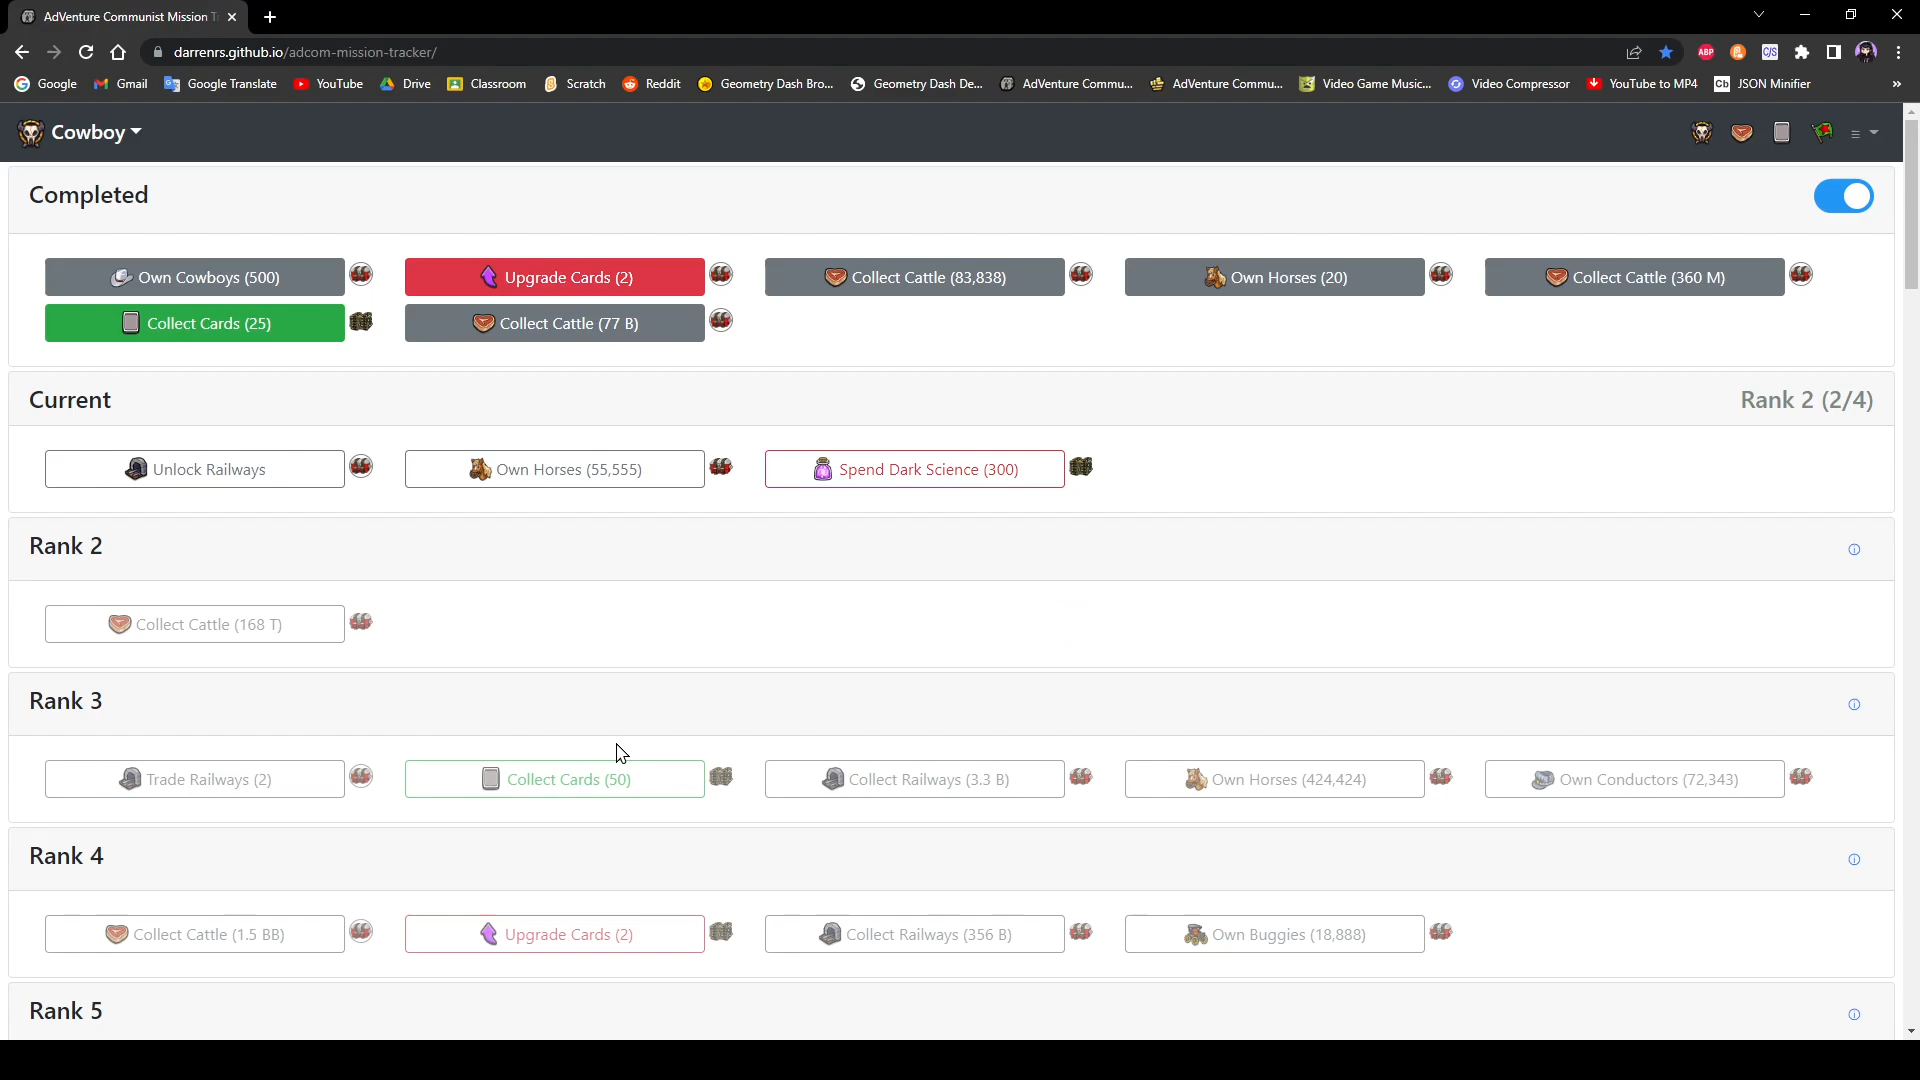 AdVenture Communist Mission T
darrenrs.github.io/adcom-mission-tracker/
ABP C/S
Google Gmail Google Translate YouTube Drive Classroom Scratch Reddit Geometry Dash Bro... Geometry Dash De... AdVenture Commu... AdVenture Commu... Video Game Music... Video Compressor YouTube to MP4 Cb JSON Minifier »
Cowboy
Completed
Own Cowboys (500) Upgrade Cards (2) Collect Cattle (83,838) Own Horses (20) Collect Cattle (360 M)
Collect Cards (25) Collect Cattle (77 B)
Current Rank 2 (2/4)
Unlock Railways Own Horses (55,555) Spend Dark Science (300)
Rank 2
Collect Cattle (168 T)
Rank 3
Trade Railways (2) Collect Cards (50) Collect Railways (3.3 B) Own Horses (424,424) Own Conductors (72,343)
Rank 4
Collect Cattle (1.5 BB) Upgrade Cards (2) Collect Railways (356 B) Own Buggies (18,888)
Rank 5